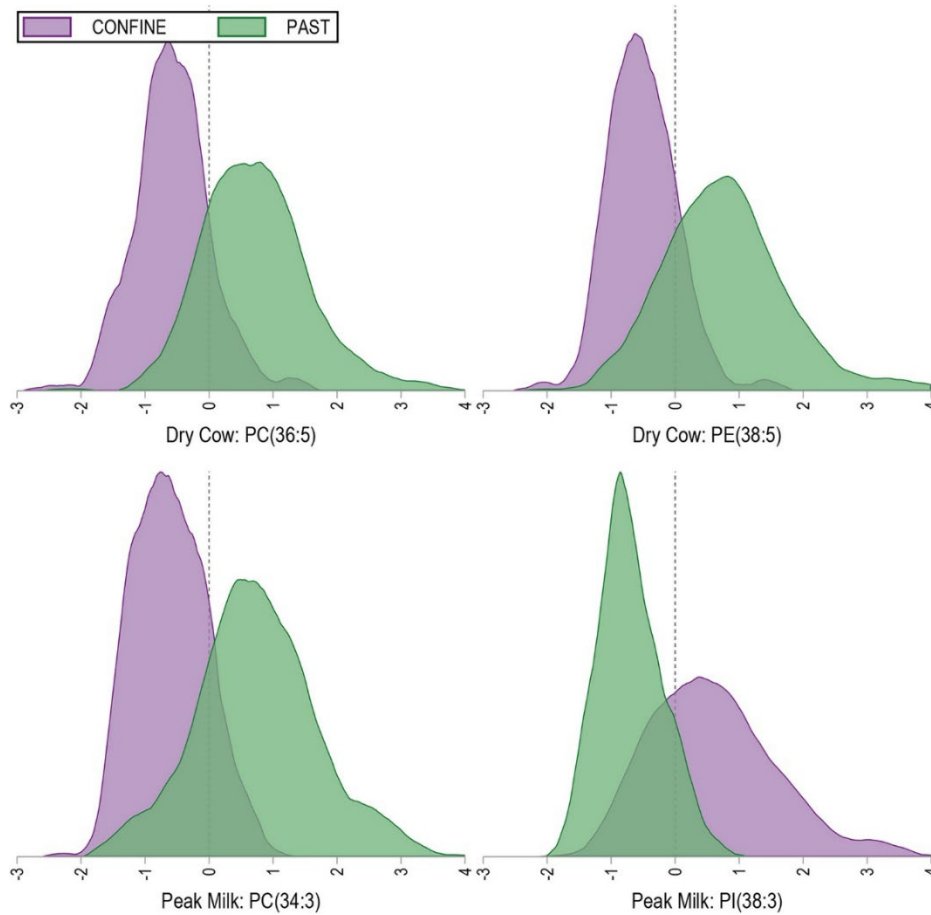 CONFINE PAST
-3 -2 -1 0 1 2 3 4
Dry Cow: PC(36:5)
-3 -2 -1 0 1 2 3 4
Dry Cow: PE(38:5)
-3 -2 -1 0 1 2 3 4
Peak Milk: PC(34:3)
-3 -2 -1 0 1 2 3 4
Peak Milk: PI(38:3)